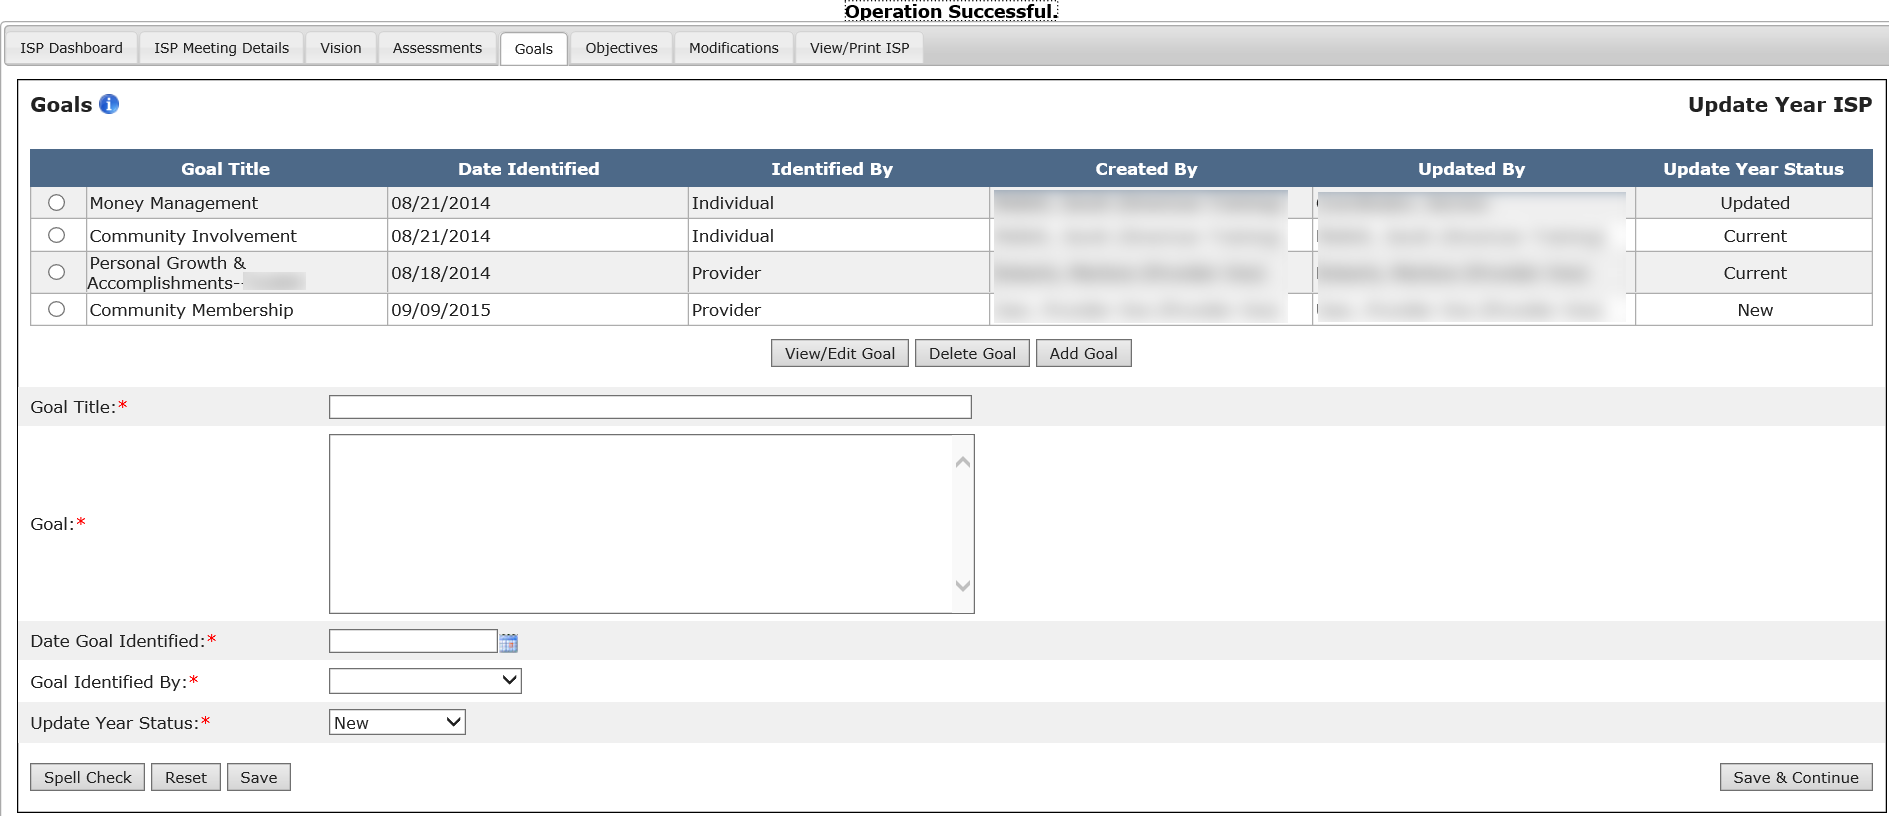 Operation Successful.
ISP Dashboard ISP Meeting Details Vision Assessments Goals Objectives Modifications View/Print ISP
Goals Update Year ISP
Goal Title Date Identified Identified By Created By Updated By Update Year Status
Money Management 08/21/2014 Individual Updated
Community Involvement 08/21/2014 Individual Current
Personal Growth &
Accomplishments-- 08/18/2014 Provider Current
Community Membership 09/09/2015 Provider New
View/Edit Goal Delete Goal Add Goal
Goal Title:*
Goal:*
Date Goal Identified:*
Goal Identified By:*
Update Year Status:* New
Spell Check Reset Save Save & Continue